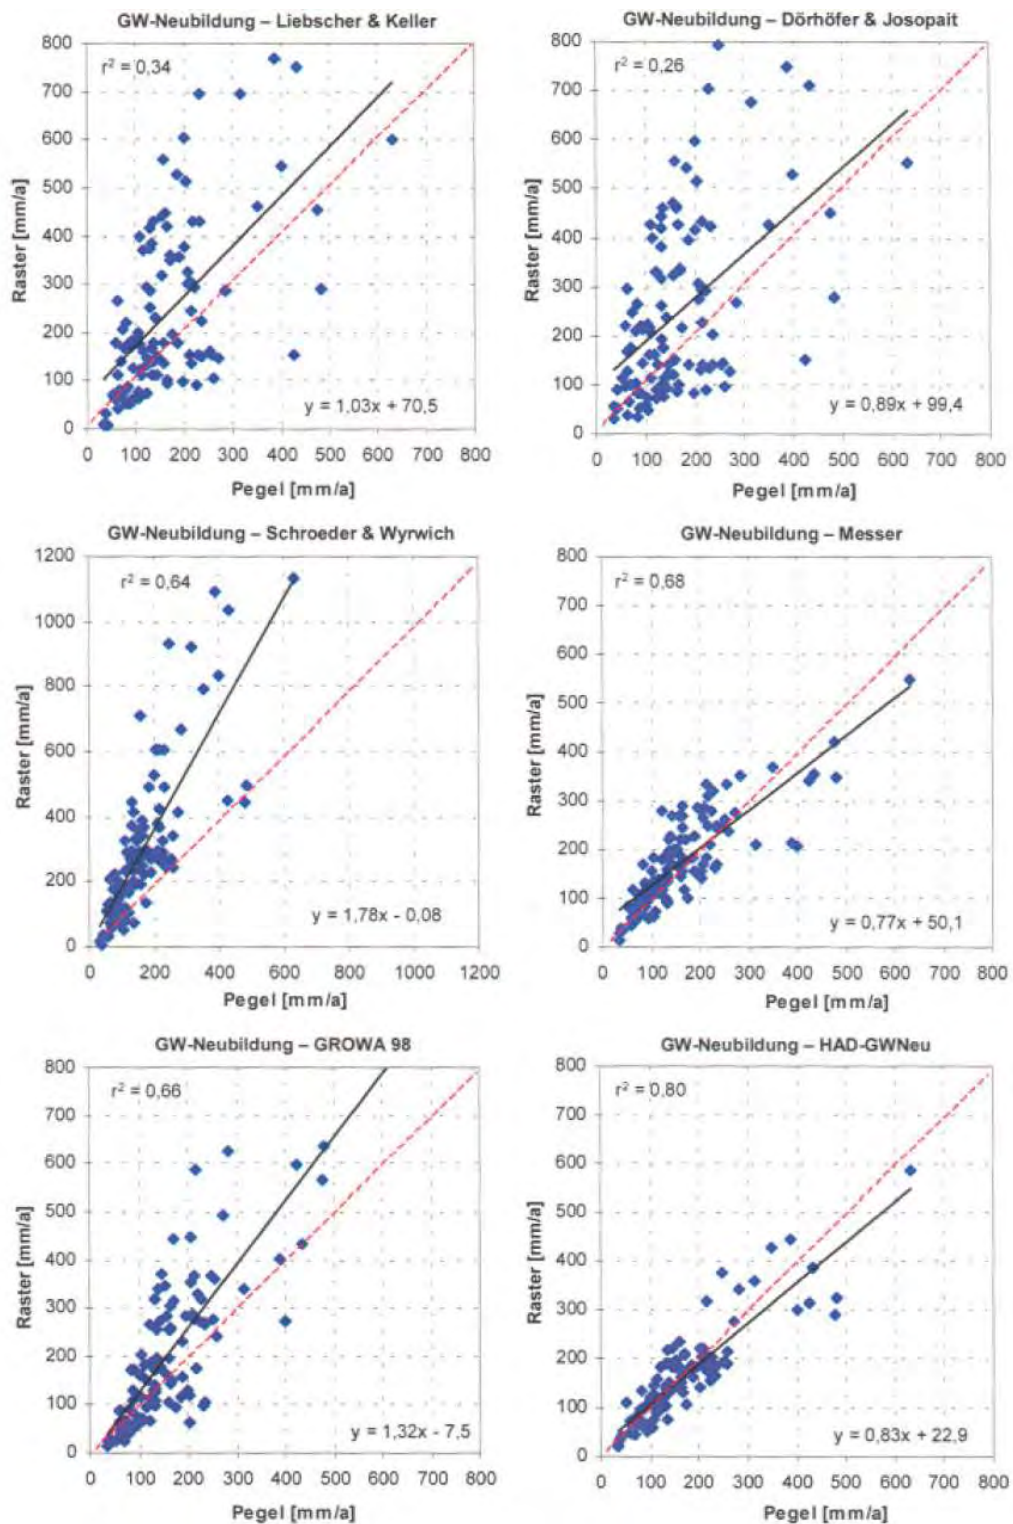 GW-Neubildung – Liebscher & Keller
r² = 0,34
800
700
600
500
400
300
200
100
0
Raster [mm/a]
y = 1,03x + 70,5
0 100 200 300 400 500 600 700 800
Pegel [mm/a]
GW-Neubildung – Dörhöfer & Josopait
r² = 0,26
800
700
600
500
400
300
200
100
0
Raster [mm/a]
y = 0,89x + 99,4
0 100 200 300 400 500 600 700 800
Pegel [mm/a]
GW-Neubildung – Schroeder & Wyrwich
r² = 0,64
1200
1000
800
600
400
200
0
Raster [mm/a]
y = 1,78x - 0,08
0 200 400 600 800 1000 1200
Pegel [mm/a]
GW-Neubildung – Messer
r² = 0,68
800
700
600
500
400
300
200
100
0
Raster [mm/a]
y = 0,77x + 50,1
0 100 200 300 400 500 600 700 800
Pegel [mm/a]
GW-Neubildung – GROWA 98
r² = 0,66
800
700
600
500
400
300
200
100
0
Raster [mm/a]
y = 1,32x - 7,5
0 100 200 300 400 500 600 700 800
Pegel [mm/a]
GW-Neubildung – HAD-GWNeu
r² = 0,80
800
700
600
500
400
300
200
100
0
Raster [mm/a]
y = 0,83x + 22,9
0 100 200 300 400 500 600 700 800
Pegel [mm/a]